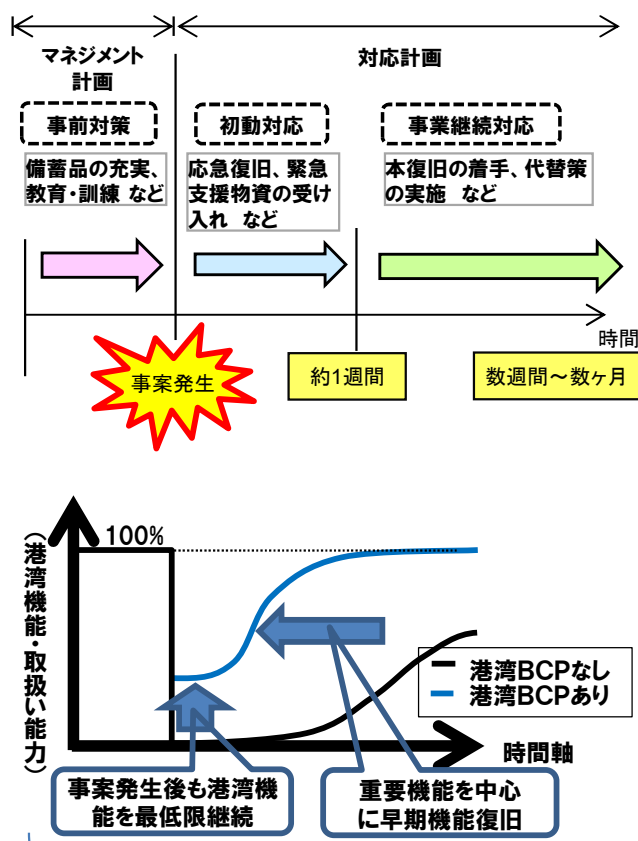 マネジメント
計画
対応計画
事前対策
初動対応
事業継続対応
備蓄品の充実、
教育・訓練 など
応急復旧、緊急
支援物資の受け
入れ など
本復旧の着手、代替策
の実施 など
時間
事案発生
約1週間
数週間～数ヶ月
100%
（港湾機能・取扱い能力）
港湾BCPなし
港湾BCPあり
時間軸
事案発生後も港湾機
能を最低限継続
重要機能を中心
に早期機能復旧